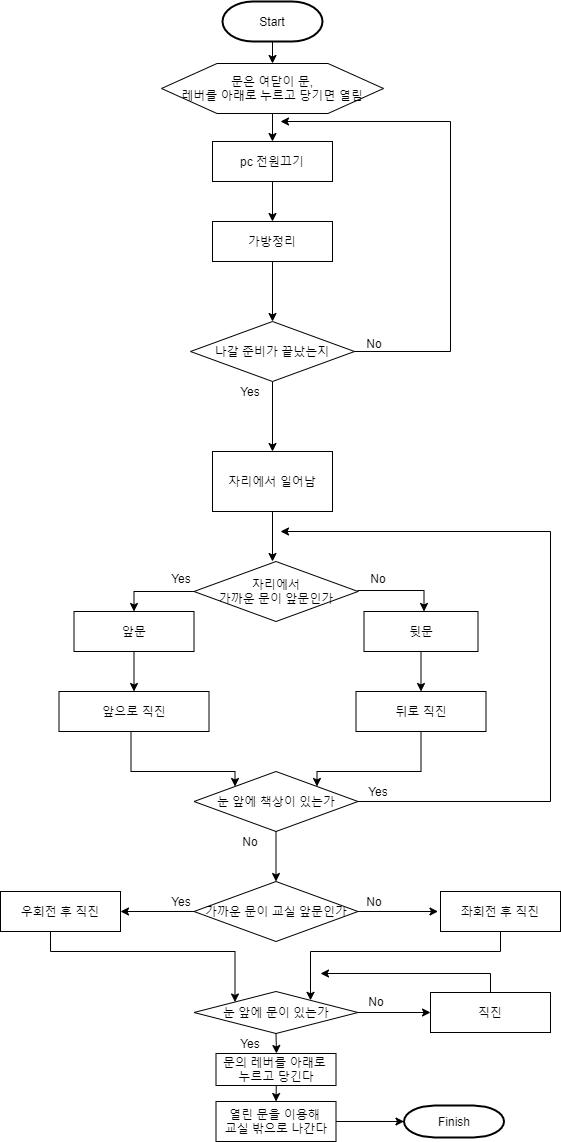 Start
문은 여닫이 문,
레버를 아래로 누르고 당기면 열림
pc 전원끄기
가방정리
나갈 준비가 끝났는지
No
Yes
자리에서 일어남
자리에서
가까운 문이 앞문인가
Yes
No
앞문
뒷문
앞으로 직진
뒤로 직진
눈 앞에 책상이 있는가
Yes
No
가까운 문이 교실 앞문인가
Yes
No
우회전 후 직진
좌회전 후 직진
눈 앞에 문이 있는가
No
직진
Yes
문의 레버를 아래로
누르고 당긴다
열린 문을 이용해
교실 밖으로 나간다
Finish